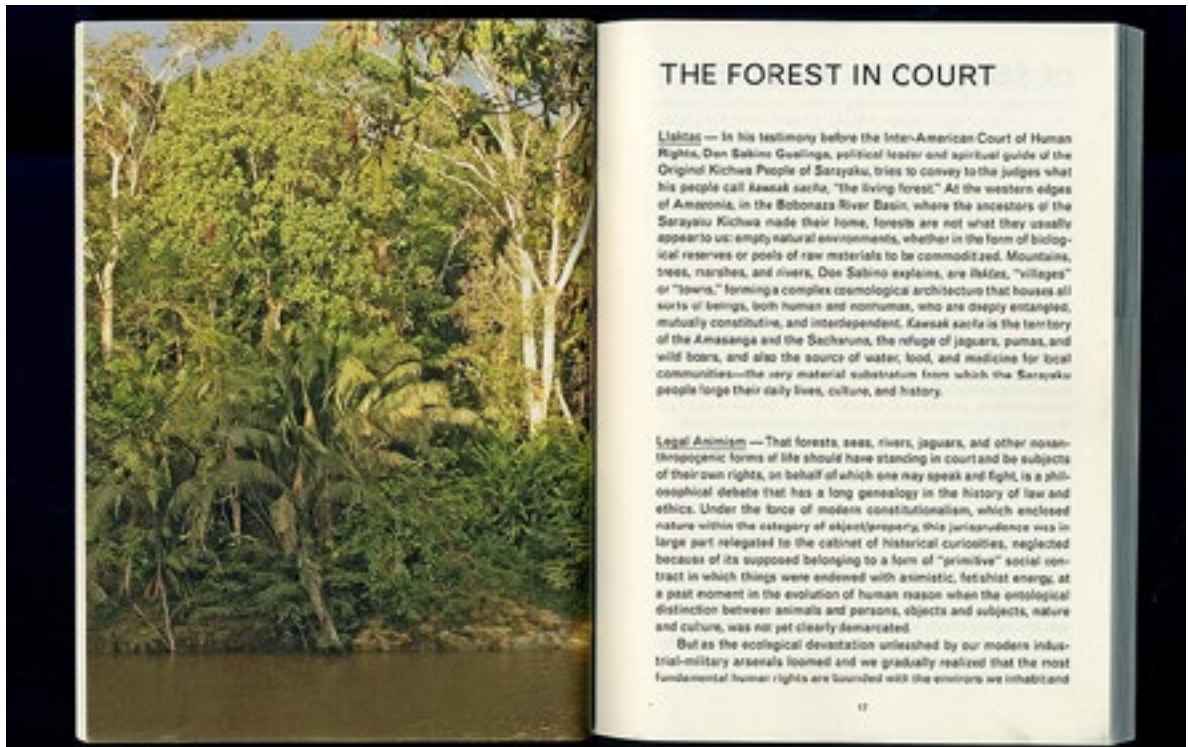 THE FOREST IN COURT
Llaktas — In his testimony before the Inter-American Court of Human
Rights, Don Sabino Gualinga, political leader and spiritual guide of the
Original Kichwa People of Sarayaku, tries to convey to the judges what
his people call kawsak sacha, "the living forest." At the western edges
of Amazonia, in the Bobonaza River Basin, where the ancestors of the
Sarayaku Kichwa made their home, forests are not what they usually
appear to us: empty natural environments, whether in the form of biolog-
ical reserves or pools of raw materials to be commoditized. Mountains,
trees, marshes, and rivers, Don Sabino explains, are llaktas, "villages"
or "towns," forming a complex cosmological architecture that houses all
sorts of beings, both human and nonhuman, who are deeply entangled,
mutually constitutive, and interdependent. Kawsak sacha is the territory
of the Amasanga and the Sacharuna, the refuge of jaguars, pumas, and
wild boars, and also the source of water, food, and medicine for local
communities—the very material substratum from which the Sarayaku
people forge their daily lives, culture, and history.
Legal Animism — That forests, seas, rivers, jaguars, and other nonan-
thropogenic forms of life should have standing in court and be subjects
of their own rights, on behalf of which one may speak and fight, is a phil-
osophical debate that has a long genealogy in the history of law and
ethics. Under the force of modern constitutionalism, which enclosed
nature within the category of object/property, this jurisprudence was in
large part relegated to the cabinet of historical curiosities, neglected
because of its supposed belonging to a form of "primitive" social con-
tract in which things were endowed with animistic, fetishist energy, at
a past moment in the evolution of human reason when the ontological
distinction between animals and persons, objects and subjects, nature
and culture, was not yet clearly demarcated.
But as the ecological devastation unleashed by our modern indus-
trial-military arsenals loomed and we gradually realized that the most
fundamental human rights are bounded with the environs we inhabit and
17